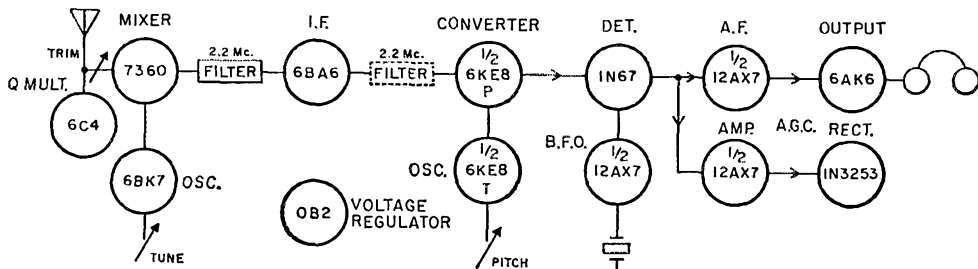 MIXER
I.F.
CONVERTER
DET.
A.F.
OUTPUT
TRIM
7360
2.2 Mc.
FILTER
6BA6
2.2 Mc.
FILTER
1/2
6KE8
P
1N67
1/2
12AX7
6AK6
Q MULT.
6C4
6BK7
OSC.
OB2
VOLTAGE
REGULATOR
OSC.
1/2
6KE8
T
B.F.O.
1/2
12AX7
AMP.
1/2
12AX7
A.G.C.
RECT.
1N3253
TUNE
PITCH